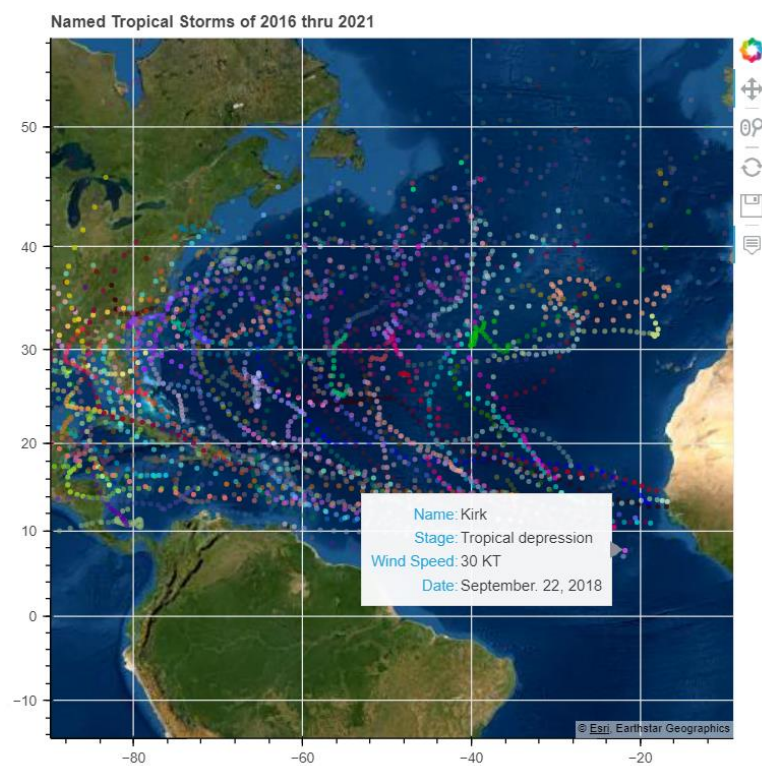 Named Tropical Storms of 2016 thru 2021
50
40
30
20
10
0
−10
−80
−60
−40
−20
Name: Kirk
Stage: Tropical depression
Wind Speed: 30 KT
Date: September. 22, 2018
© Esri, Earthstar Geographics